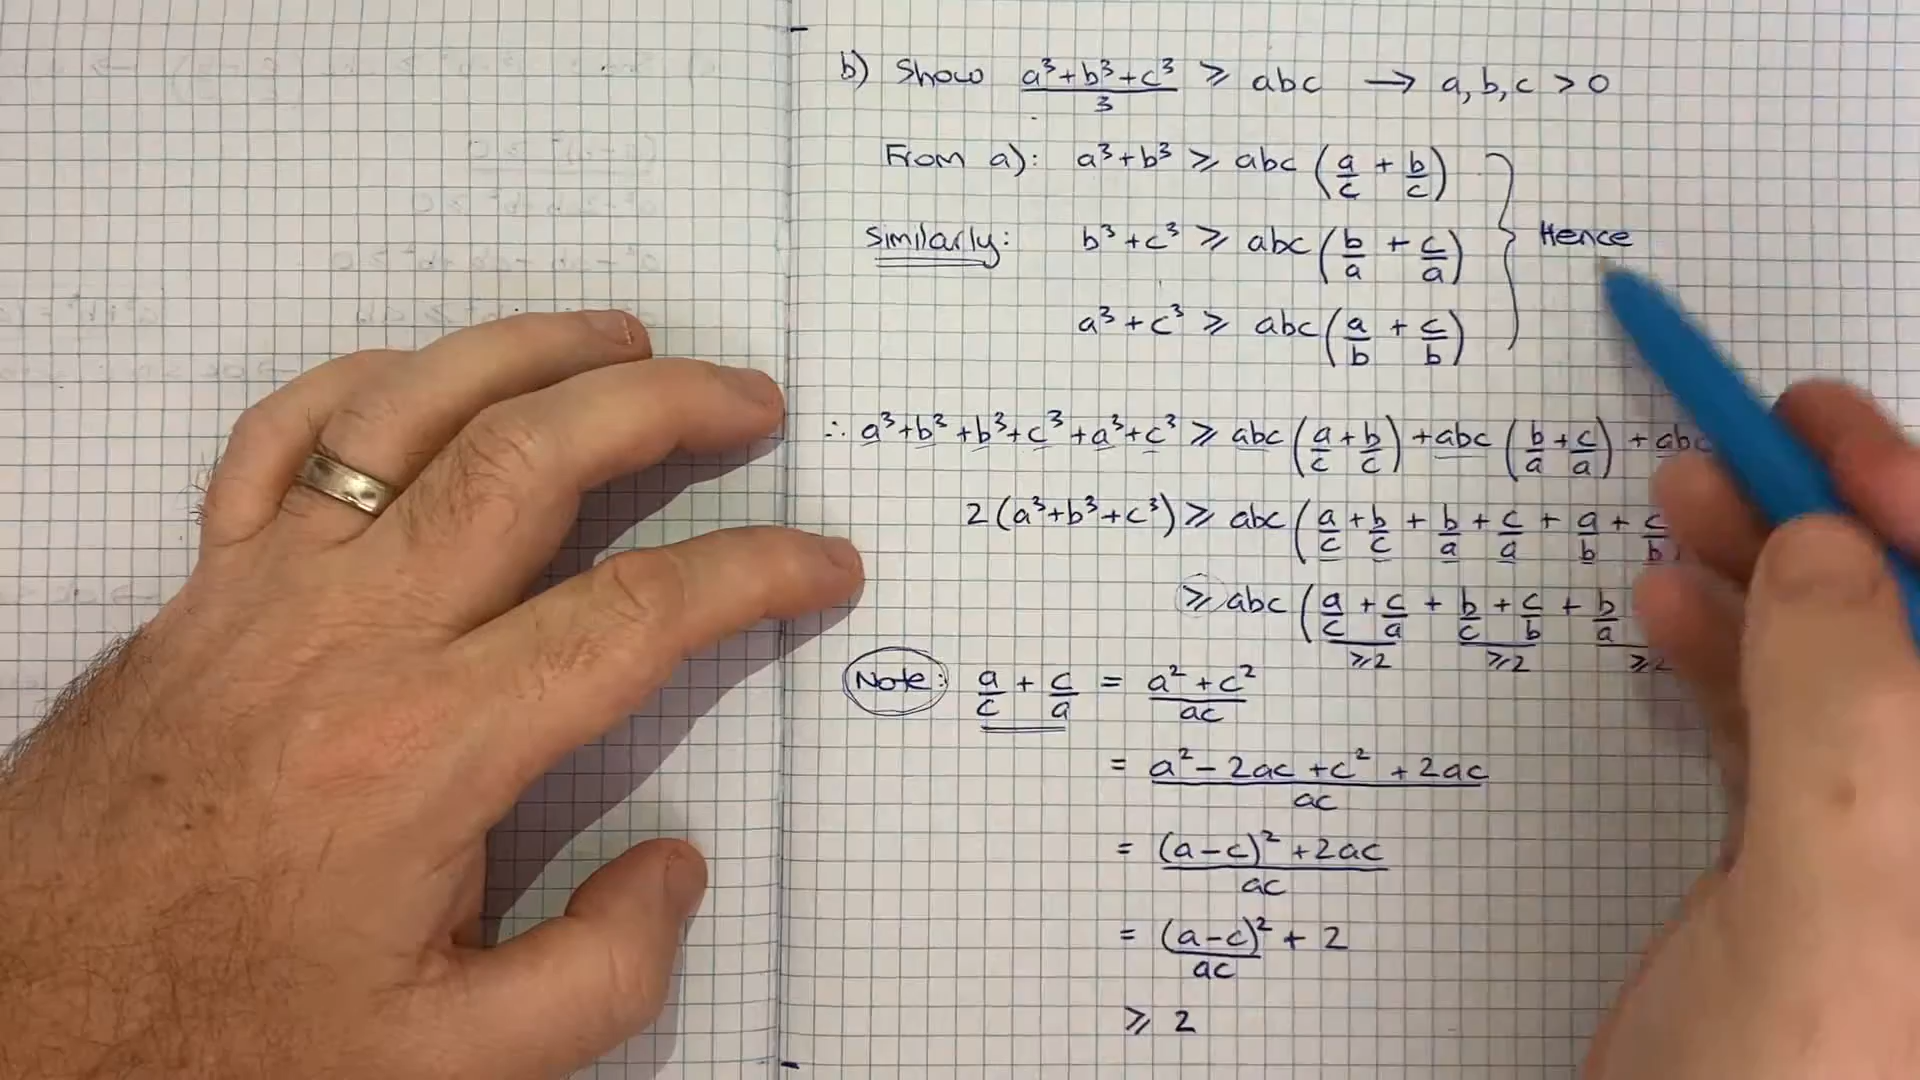 b) Show (a³+b³+c³)/3 ⩾ abc → a, b, c > 0
From a): a³+b³ ⩾ abc (a/c + b/c)
Similarly: b³+c³ ⩾ abc (b/a + c/a)
Hence
a³+c³ ⩾ abc (a/b + c/b)
∴ a³+b³+b³+c³+a³+c³ ⩾ abc (a/c + b/c) + abc (b/a + c/a) + abc
2(a³+b³+c³) ⩾ abc (a/c + b/c + b/a + c/a + a/b + c/b
⩾ abc (a/c + c/a + b/c + c/b + b/a
⩾2 ⩾2 ⩾2
Note: a/c + c/a = (a²+c²)/ac
= (a²-2ac+c²+2ac)/ac
= ((a-c)²+2ac)/ac
= (a-c)²/ac + 2
⩾ 2